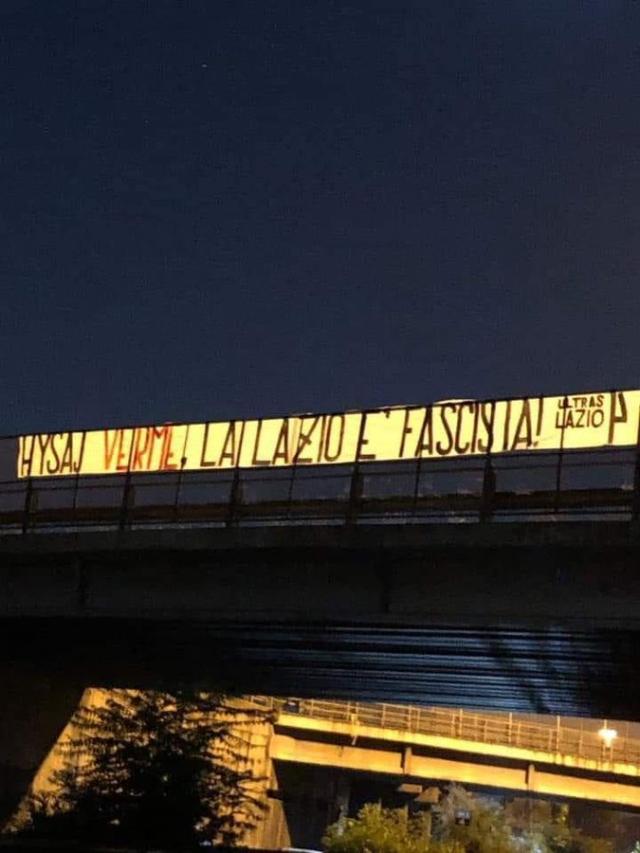 HYSAJ VERME, LA LAZIO E' FASCISTA!
ULTRAS
LAZIO
P